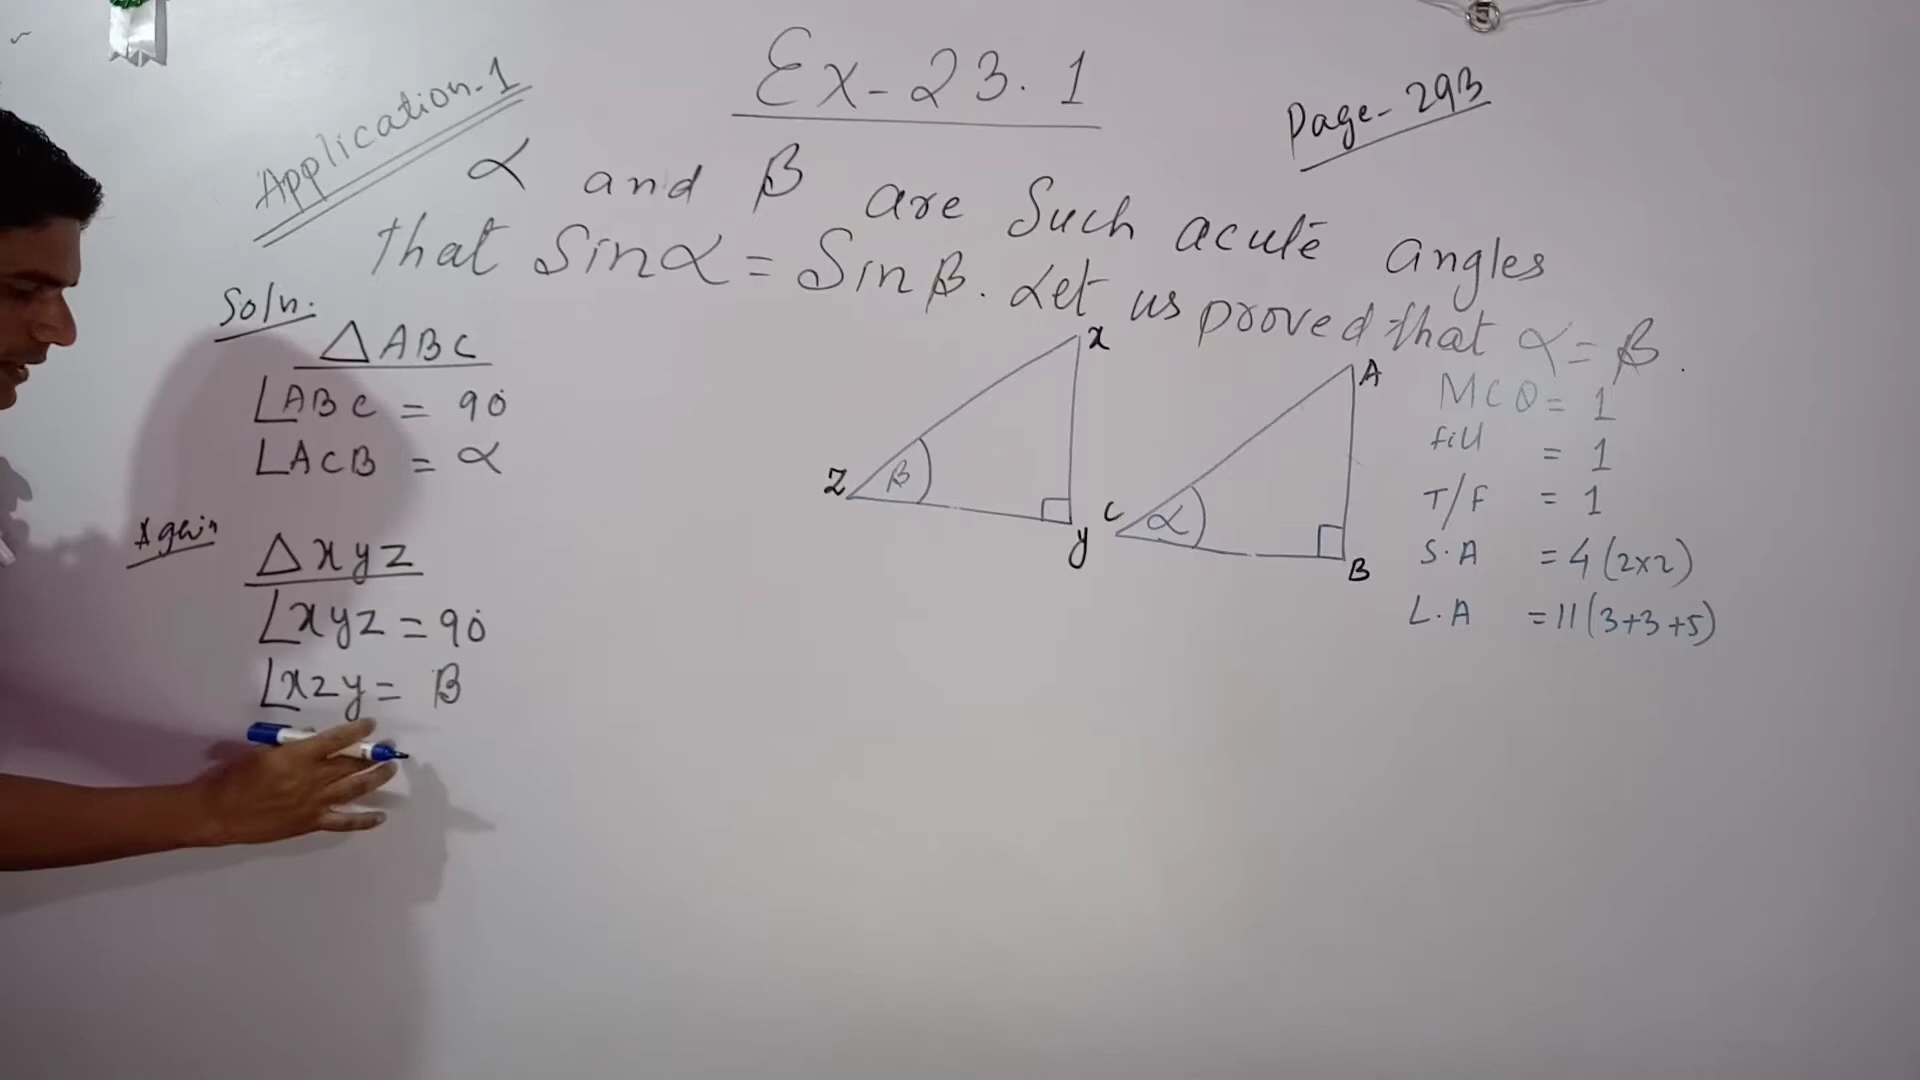 Application-1
Ex-23.1
Page-293
α and β are Such acute angles
that Sinα = Sinβ. Let us proved that α = β.
Soln.
△ABC
∠ABC = 90°
∠ACB = α
Again
△xyz
∠xyz = 90°
∠xzy = β
x
z
β
y
A
C
α
B
MCQ = 1
fill = 1
T/F = 1
S.A = 4 (2x2)
L.A = 11 (3+3+5)